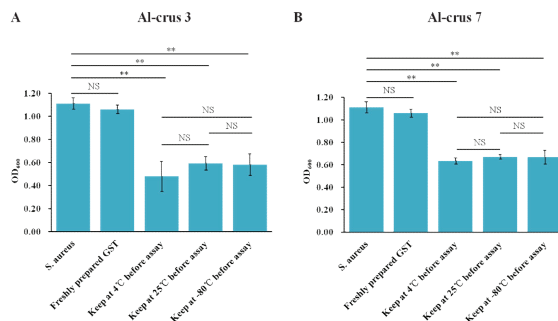 A
Al-crus 3
**
**
**
NS
NS
NS
NS
1.20
1.00
0.80
0.60
0.40
0.20
0.00
OD600
S. aureus
Freshly prepared GST
Keep at 4℃ before assay
Keep at 25℃ before assay
Keep at -80℃ before assay
B
Al-crus 7
**
**
**
NS
NS
NS
NS
1.20
1.00
0.80
0.60
0.40
0.20
0.00
OD600
S. aureus
Freshly prepared GST
Keep at 4℃ before assay
Keep at 25℃ before assay
Keep at -80℃ before assay